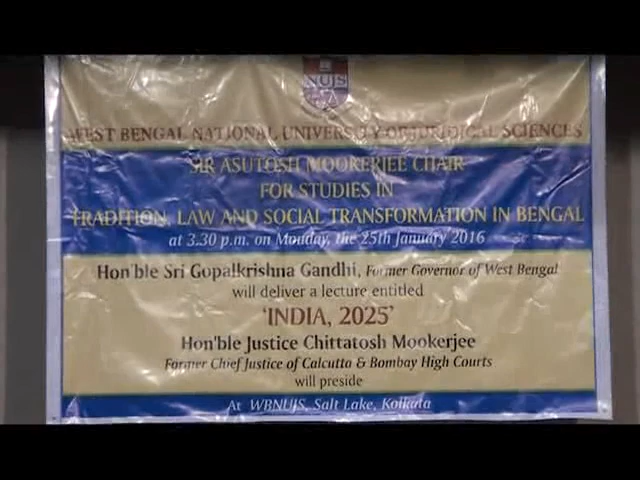 NUJS
WEST BENGAL NATIONAL UNIVERSITY OF JURIDICAL SCIENCES
SIR ASUTOSH MOOKERJEE CHAIR
FOR STUDIES IN
TRADITION, LAW AND SOCIAL TRANSFORMATION IN BENGAL
at 3.30 p.m. on Monday, the 25th January 2016
Hon'ble Sri Gopalkrishna Gandhi, Former Governor of West Bengal
will deliver a lecture entitled
'INDIA, 2025'
Hon'ble Justice Chittatosh Mookerjee
Former Chief Justice of Calcutta & Bombay High Courts
will preside
At WBNUJS, Salt Lake, Kolkata